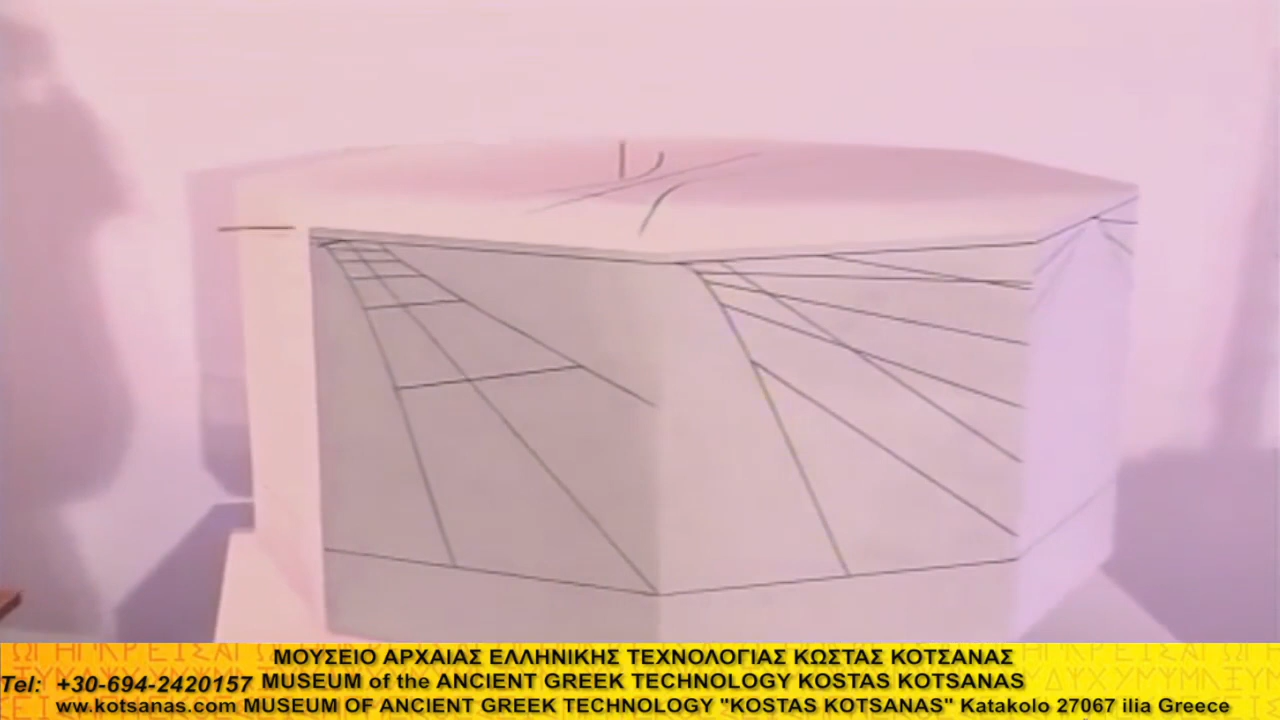 ΜΟΥΣΕΙΟ ΑΡΧΑΙΑΣ ΕΛΛΗΝΙΚΗΣ ΤΕΧΝΟΛΟΓΙΑΣ ΚΩΣΤΑΣ ΚΟΤΣΑΝΑΣ
Tel: +30-694-2420157 MUSEUM of the ANCIENT GREEK TECHNOLOGY KOSTAS KOTSANAS
www.kotsanas.com MUSEUM OF ANCIENT GREEK TECHNOLOGY "KOSTAS KOTSANAS" Katakolo 27067 ilia Greece